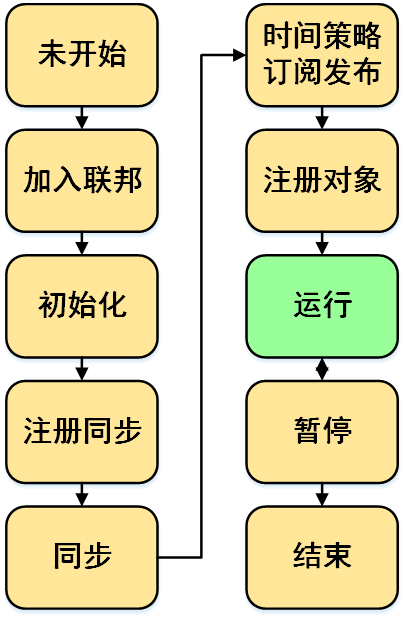 未开始
加入联邦
初始化
注册同步
同步
时间策略
订阅发布
注册对象
运行
暂停
结束